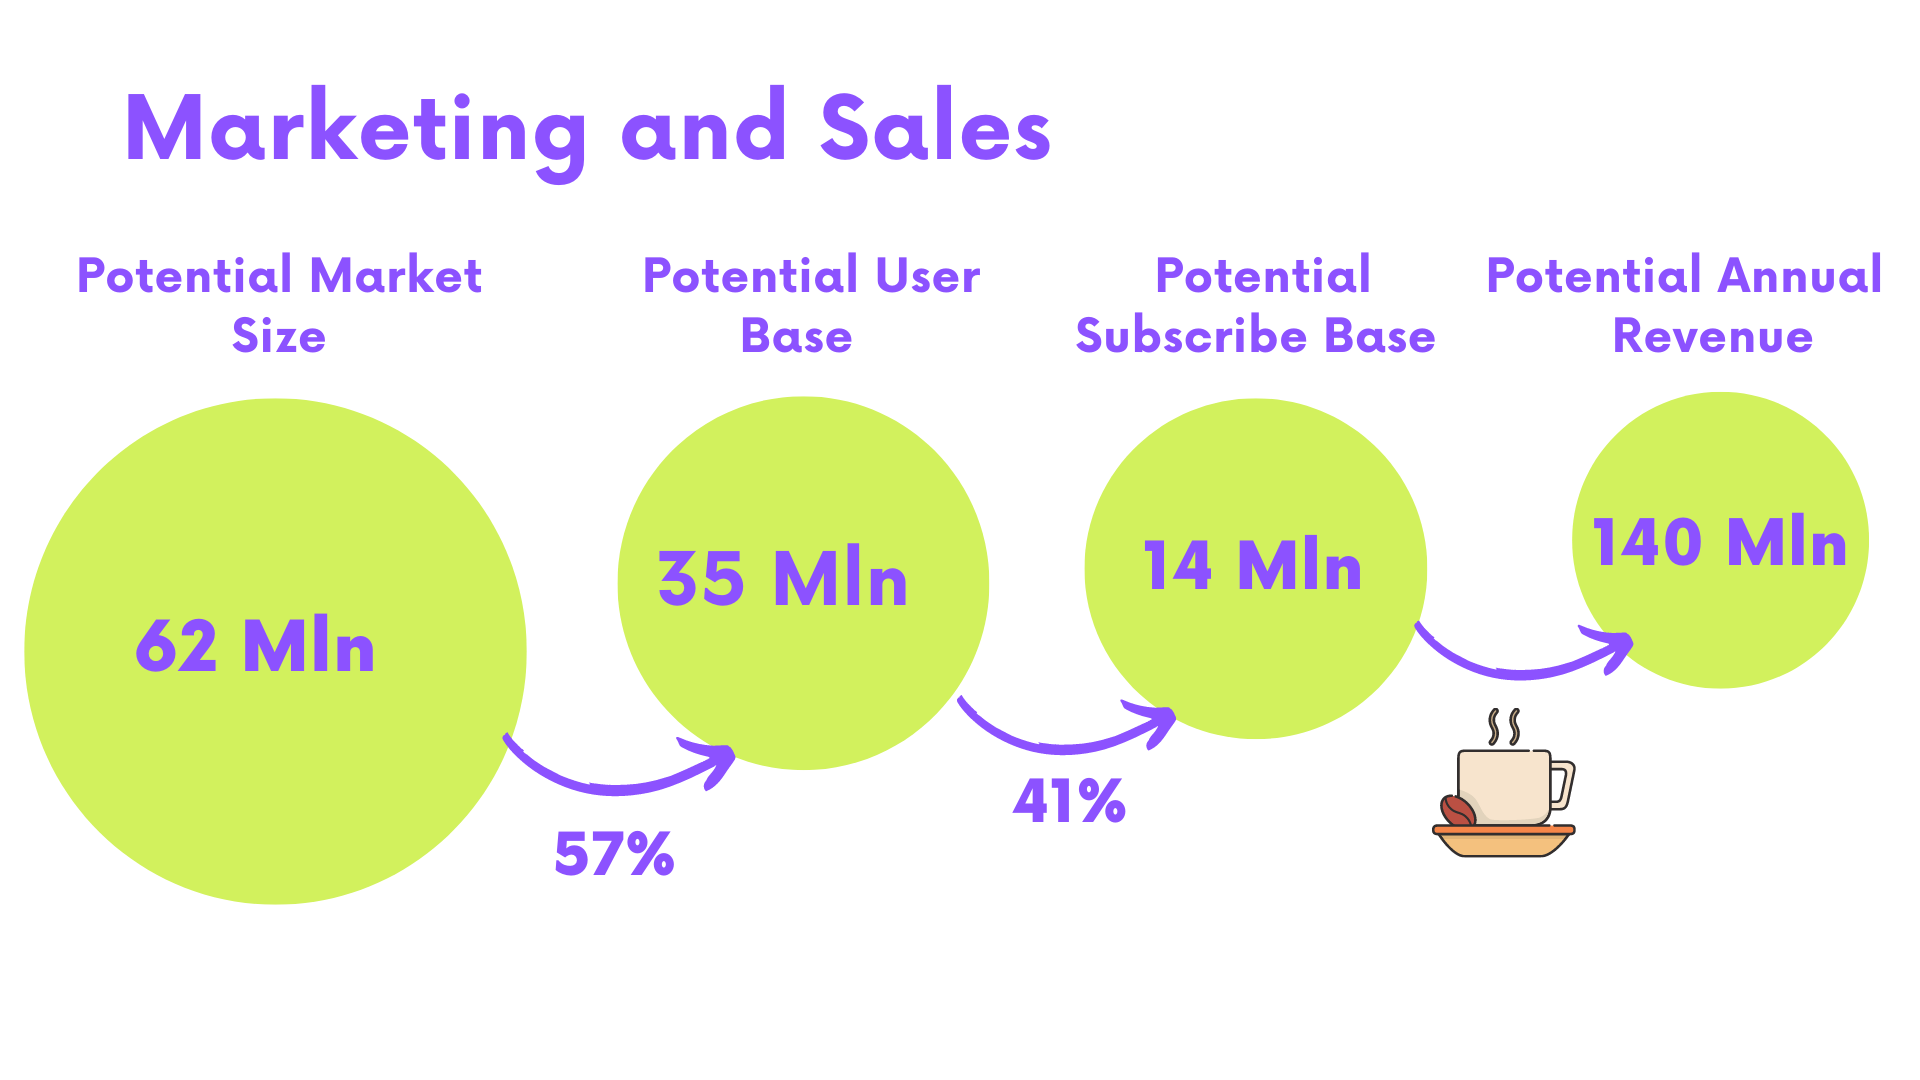 Marketing and Sales
Potential Market
Size
Potential User
Base
Potential
Subscribe Base
Potential Annual
Revenue
62 Mln
35 Mln
14 Mln
140 Mln
57%
41%